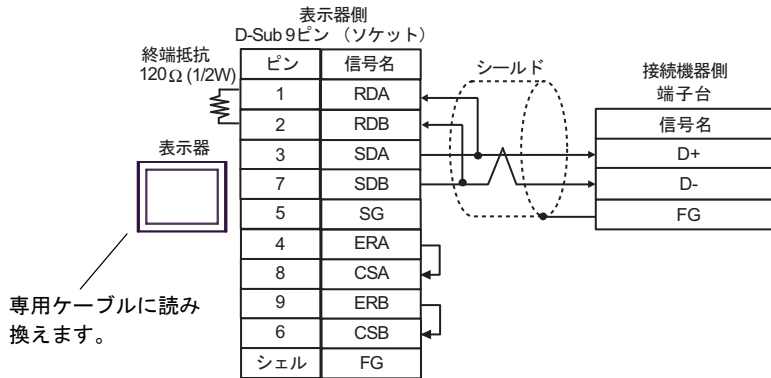 表示器側
D-Sub 9ピン （ソケット）
終端抵抗
120Ω (1/2W)
ピン 信号名
1 RDA
2 RDB
3 SDA
7 SDB
5 SG
4 ERA
8 CSA
9 ERB
6 CSB
シェル FG
シールド
接続機器側
端子台
信号名
D+
D-
FG
表示器
専用ケーブルに読み
換えます。